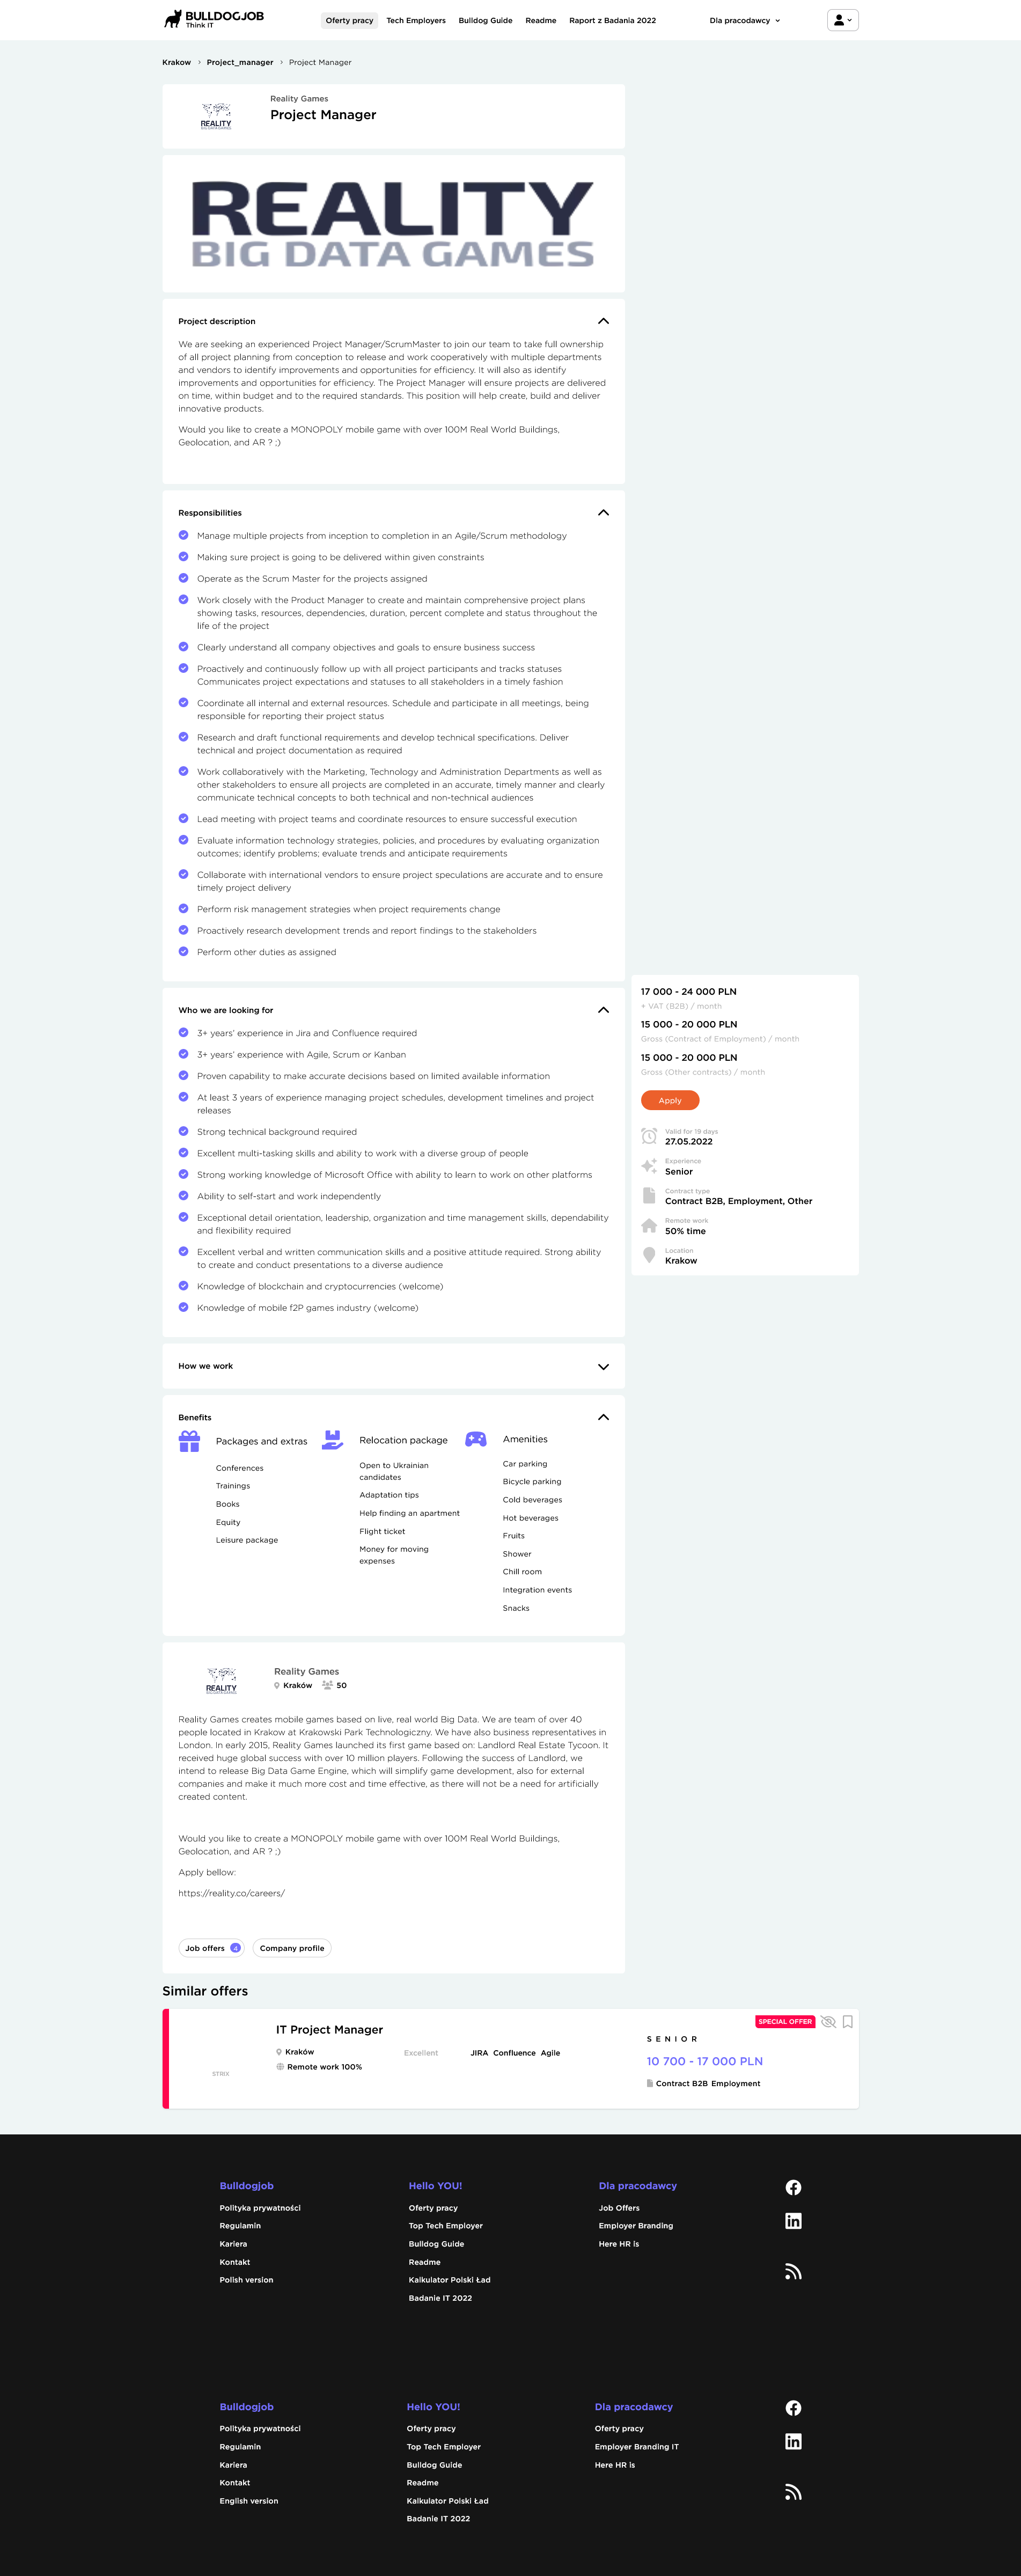 BULLDOGJOB
Think IT
Oferty pracy
Tech Employers
Bulldog Guide
Readme
Raport z Badania 2022
Dla pracodawcy
Krakow > Project_manager > Project Manager
Reality Games
Project Manager
REALITY
BIG DATA GAMES
REALITY
BIG DATA GAMES
Project description
We are seeking an experienced Project Manager/ScrumMaster to join our team to take full ownership
of all project planning from conception to release and work cooperatively with multiple departments
and vendors to identify improvements and opportunities for efficiency. It will also as identify
improvements and opportunities for efficiency. The Project Manager will ensure projects are delivered
on time, within budget and to the required standards. This position will help create, build and deliver
innovative products.
Would you like to create a MONOPOLY mobile game with over 100M Real World Buildings,
Geolocation, and AR ? ;)
Responsibilities
Manage multiple projects from inception to completion in an Agile/Scrum methodology
Making sure project is going to be delivered within given constraints
Operate as the Scrum Master for the projects assigned
Work closely with the Product Manager to create and maintain comprehensive project plans
showing tasks, resources, dependencies, duration, percent complete and status throughout the
life of the project
Clearly understand all company objectives and goals to ensure business success
Proactively and continuously follow up with all project participants and tracks statuses
Communicates project expectations and statuses to all stakeholders in a timely fashion
Coordinate all internal and external resources. Schedule and participate in all meetings, being
responsible for reporting their project status
Research and draft functional requirements and develop technical specifications. Deliver
technical and project documentation as required
Work collaboratively with the Marketing, Technology and Administration Departments as well as
other stakeholders to ensure all projects are completed in an accurate, timely manner and clearly
communicate technical concepts to both technical and non-technical audiences
Lead meeting with project teams and coordinate resources to ensure successful execution
Evaluate information technology strategies, policies, and procedures by evaluating organization
outcomes; identify problems; evaluate trends and anticipate requirements
Collaborate with international vendors to ensure project speculations are accurate and to ensure
timely project delivery
Perform risk management strategies when project requirements change
Proactively research development trends and report findings to the stakeholders
Perform other duties as assigned
17 000 - 24 000 PLN
+ VAT (B2B) / month
15 000 - 20 000 PLN
Gross (Contract of Employment) / month
15 000 - 20 000 PLN
Gross (Other contracts) / month
Apply
Valid for 19 days
27.05.2022
Experience
Senior
Contract type
Contract B2B, Employment, Other
Remote work
50% time
Location
Krakow
Who we are looking for
3+ years' experience in Jira and Confluence required
3+ years' experience with Agile, Scrum or Kanban
Proven capability to make accurate decisions based on limited available information
At least 3 years of experience managing project schedules, development timelines and project
releases
Strong technical background required
Excellent multi-tasking skills and ability to work with a diverse group of people
Strong working knowledge of Microsoft Office with ability to learn to work on other platforms
Ability to self-start and work independently
Exceptional detail orientation, leadership, organization and time management skills, dependability
and flexibility required
Excellent verbal and written communication skills and a positive attitude required. Strong ability
to create and conduct presentations to a diverse audience
Knowledge of blockchain and cryptocurrencies (welcome)
Knowledge of mobile f2P games industry (welcome)
How we work
Benefits
Packages and extras
Conferences
Trainings
Books
Equity
Leisure package
Relocation package
Open to Ukrainian
candidates
Adaptation tips
Help finding an apartment
Flight ticket
Money for moving
expenses
Amenities
Car parking
Bicycle parking
Cold beverages
Hot beverages
Fruits
Shower
Chill room
Integration events
Snacks
REALITY
BIG DATA GAMES
Reality Games
Kraków 50
Reality Games creates mobile games based on live, real world Big Data. We are team of over 40
people located in Krakow at Krakowski Park Technologiczny. We have also business representatives in
London. In early 2015, Reality Games launched its first game based on: Landlord Real Estate Tycoon. It
received huge global success with over 10 million players. Following the success of Landlord, we
intend to release Big Data Game Engine, which will simplify game development, also for external
companies and make it much more cost and time effective, as there will not be a need for artificially
created content.
Would you like to create a MONOPOLY mobile game with over 100M Real World Buildings,
Geolocation, and AR ? ;)
Apply bellow:
https://reality.co/careers/
Job offers 4
Company profile
Similar offers
SPECIAL OFFER
STRIX
IT Project Manager
Kraków
Remote work 100%
Excellent
JIRA Confluence Agile
SENIOR
10 700 - 17 000 PLN
Contract B2B Employment
Bulldogjob
Polityka prywatności
Regulamin
Kariera
Kontakt
Polish version
Hello YOU!
Oferty pracy
Top Tech Employer
Bulldog Guide
Readme
Kalkulator Polski Ład
Badanie IT 2022
Dla pracodawcy
Job Offers
Employer Branding
Here HR is
Bulldogjob
Polityka prywatności
Regulamin
Kariera
Kontakt
English version
Hello YOU!
Oferty pracy
Top Tech Employer
Bulldog Guide
Readme
Kalkulator Polski Ład
Badanie IT 2022
Dla pracodawcy
Oferty pracy
Employer Branding IT
Here HR is